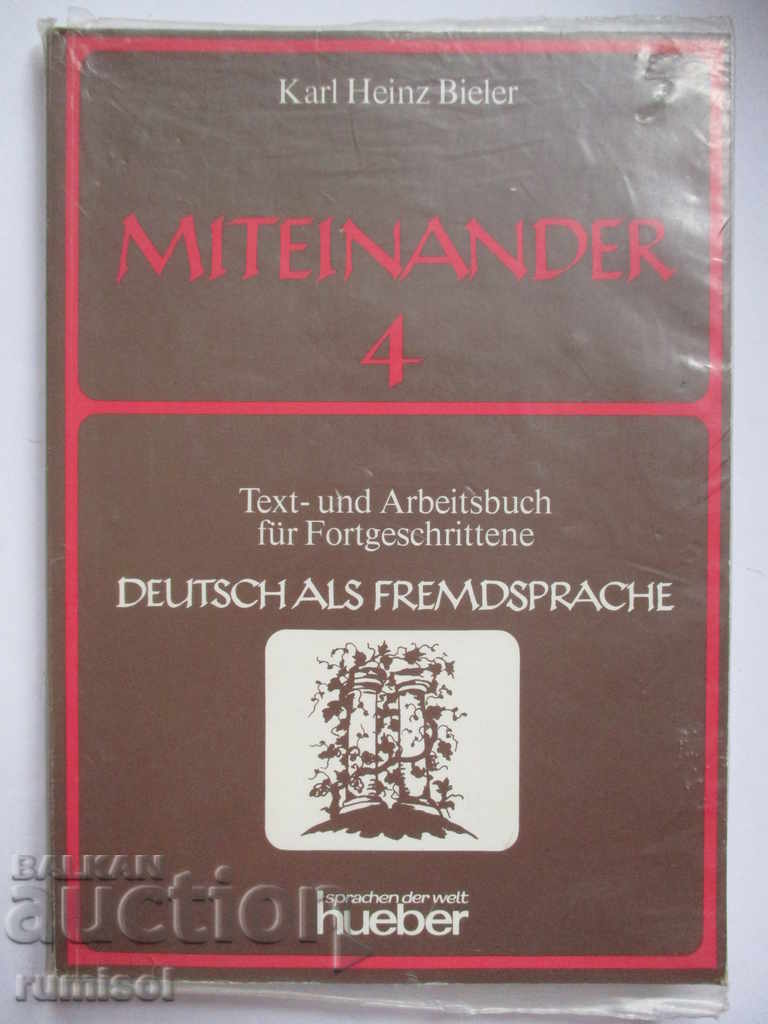 Karl Heinz Bieler
MITEINANDER
4
Text- und Arbeitsbuch
für Fortgeschrittene
DEUTSCH ALS FREMDSPRACHE
sprachen der welt
hueber
BALKAN
auction
rumisol